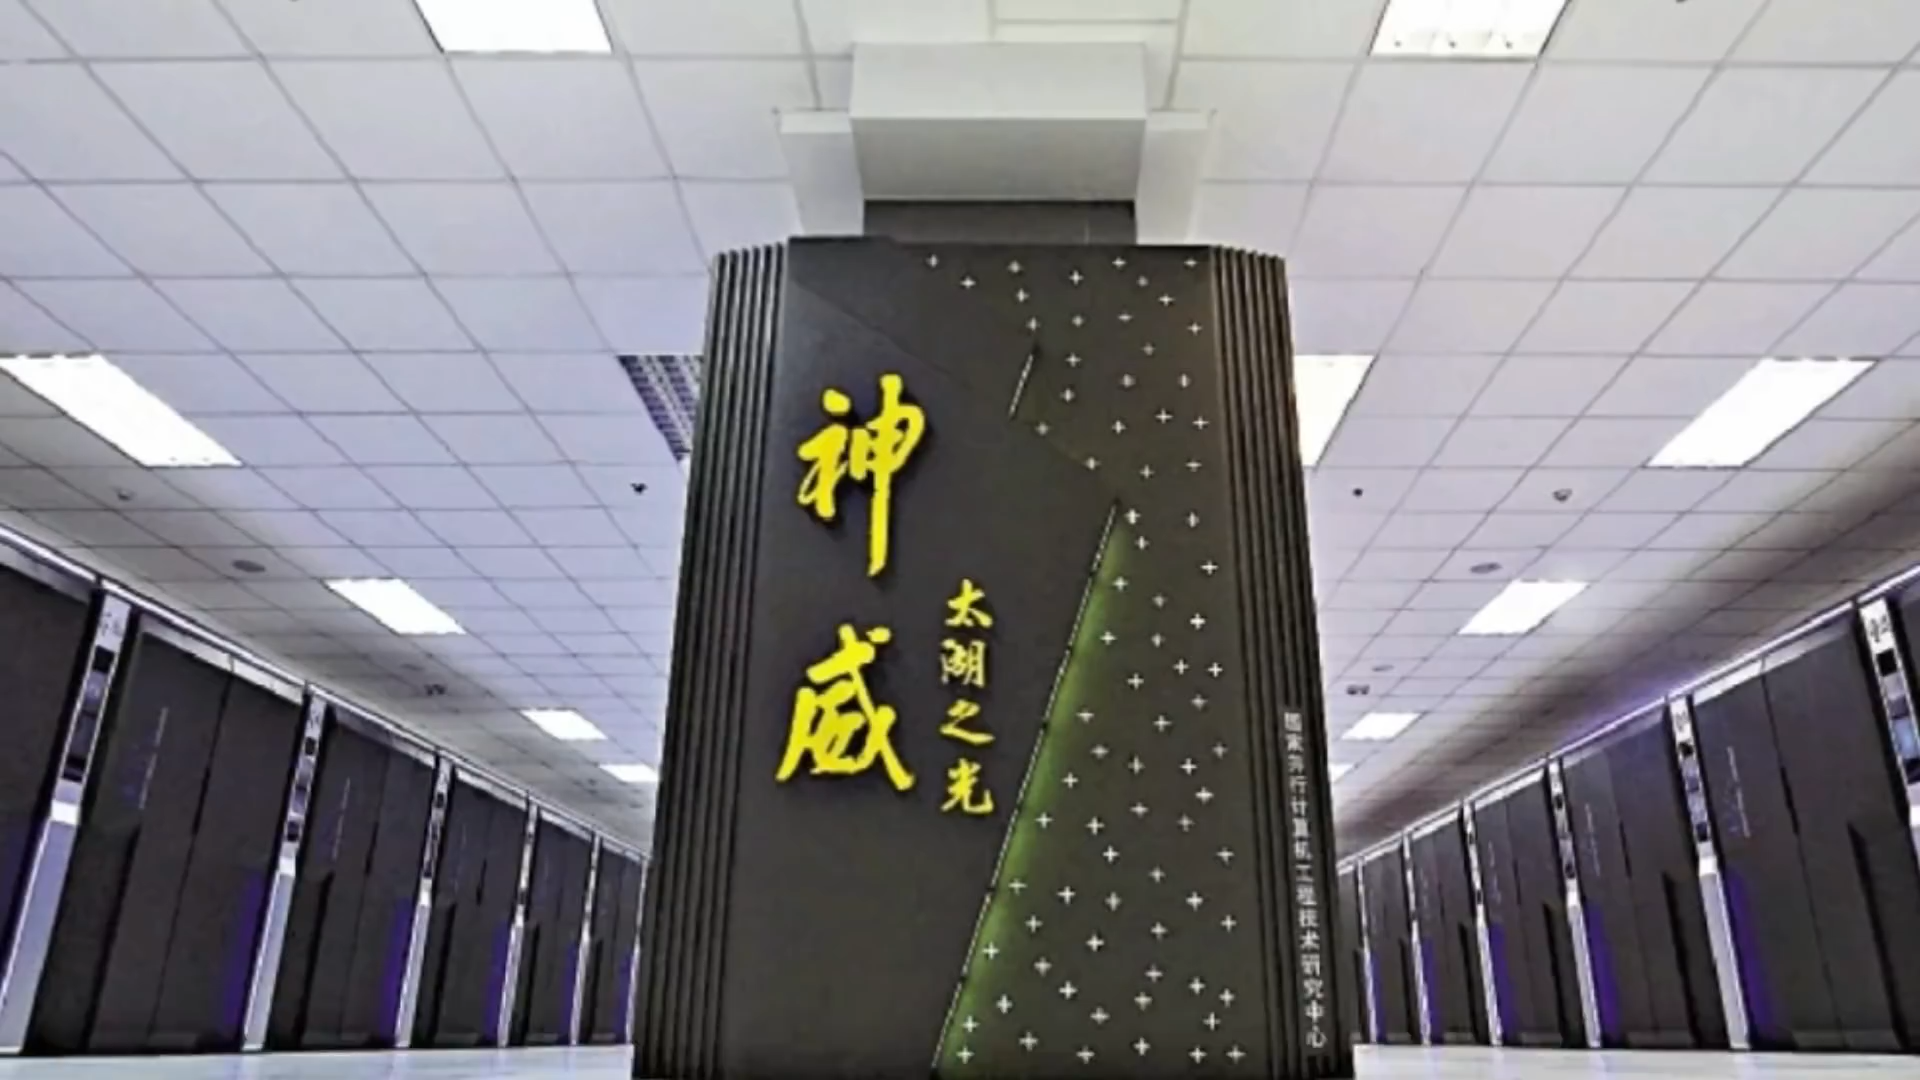 神威
太湖之光
国家并行计算机工程技术研究中心